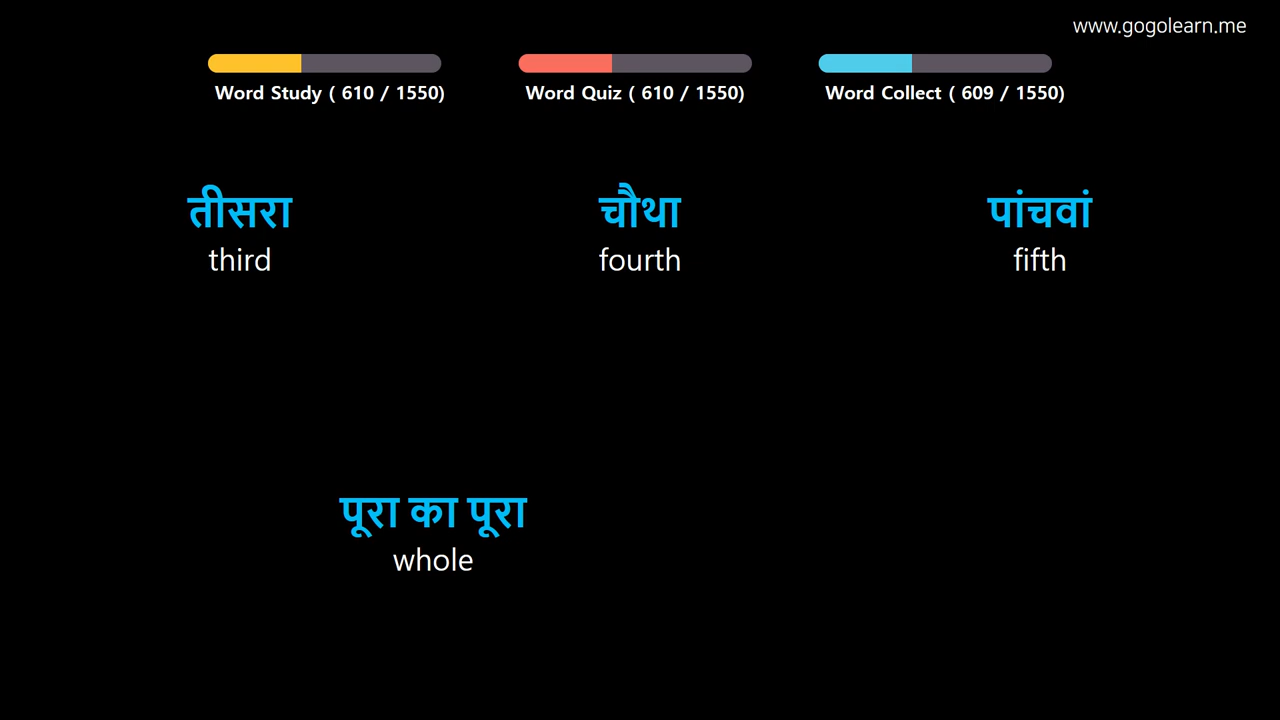 www.gogolearn.me
Word Study ( 610 / 1550)
Word Quiz ( 610 / 1550)
Word Collect ( 609 / 1550)
तीसरा
third
चौथा
fourth
पांचवां
fifth
पूरा का पूरा
whole